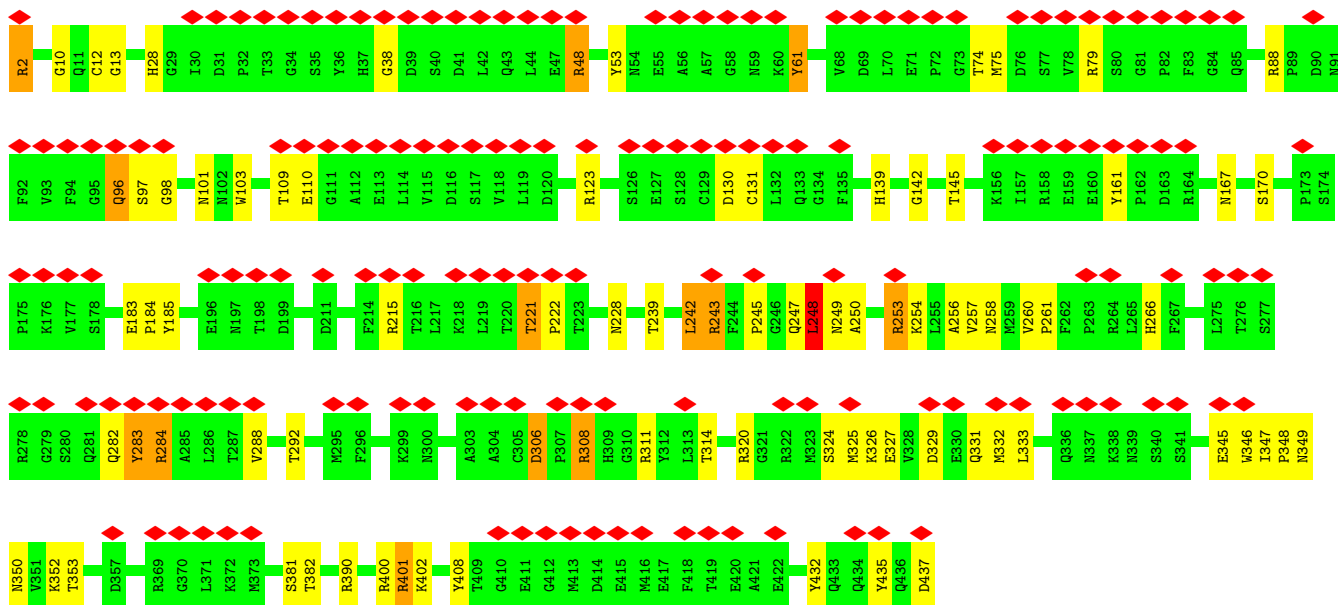 R2 G10 Q11 C12 G13 H28 G29 I30 D31 P32 T33 G34 S35 Y36 H37 G38 D39 S40 D41 L42 Q43 L44 E47 R48 Y53 N54 E55 A56 A57 G58 N59 K60 Y61 V68 D69 L70 E71 P72 G73 T74 M75 D76 S77 V78 R79 S80 G81 P82 F83 G84 Q85 R88 P89 D90 N91
F92 V93 F94 G95 Q96 S97 G98 N101 N102 W103 T109 E110 G111 A112 E113 L114 V115 D116 S117 V118 L119 D120 R123 S126 E127 S128 C129 D130 C131 L132 Q133 G134 F135 H139 G142 T145 K156 I157 R158 E159 E160 Y161 P162 D163 R164 N167 S170 P173 S174
P175 K176 V177 S178 E183 P184 Y185 E196 N197 T198 D199 D211 F214 R215 T216 L217 K218 L219 T220 T221 P222 T223 N228 T239 L242 R243 F244 P245 G246 Q247 L248 N249 A250 R253 K254 L255 A256 V257 N258 M259 V260 P261 F262 P263 R264 L265 H266 F267 L275 T276 S277
R278 G279 S280 Q281 Q282 Y283 R284 A285 L286 T287 V288 T292 M295 F296 K299 N300 A303 A304 C305 D306 P307 R308 H309 G310 R311 Y312 L313 T314 R320 G321 R322 M323 S324 M325 K326 E327 V328 D329 E330 Q331 M332 L333 Q336 N337 K338 N339 S340 S341 E345 W346 I347 P348 N349
N350 V351 K352 T353 D357 R369 G370 L371 K372 M373 S381 T382 R390 R400 R401 K402 Y408 T409 G410 E411 G412 M413 D414 E415 M416 E417 F418 T419 E420 A421 E422 Y432 Q433 Q434 Y435 Q436 D437